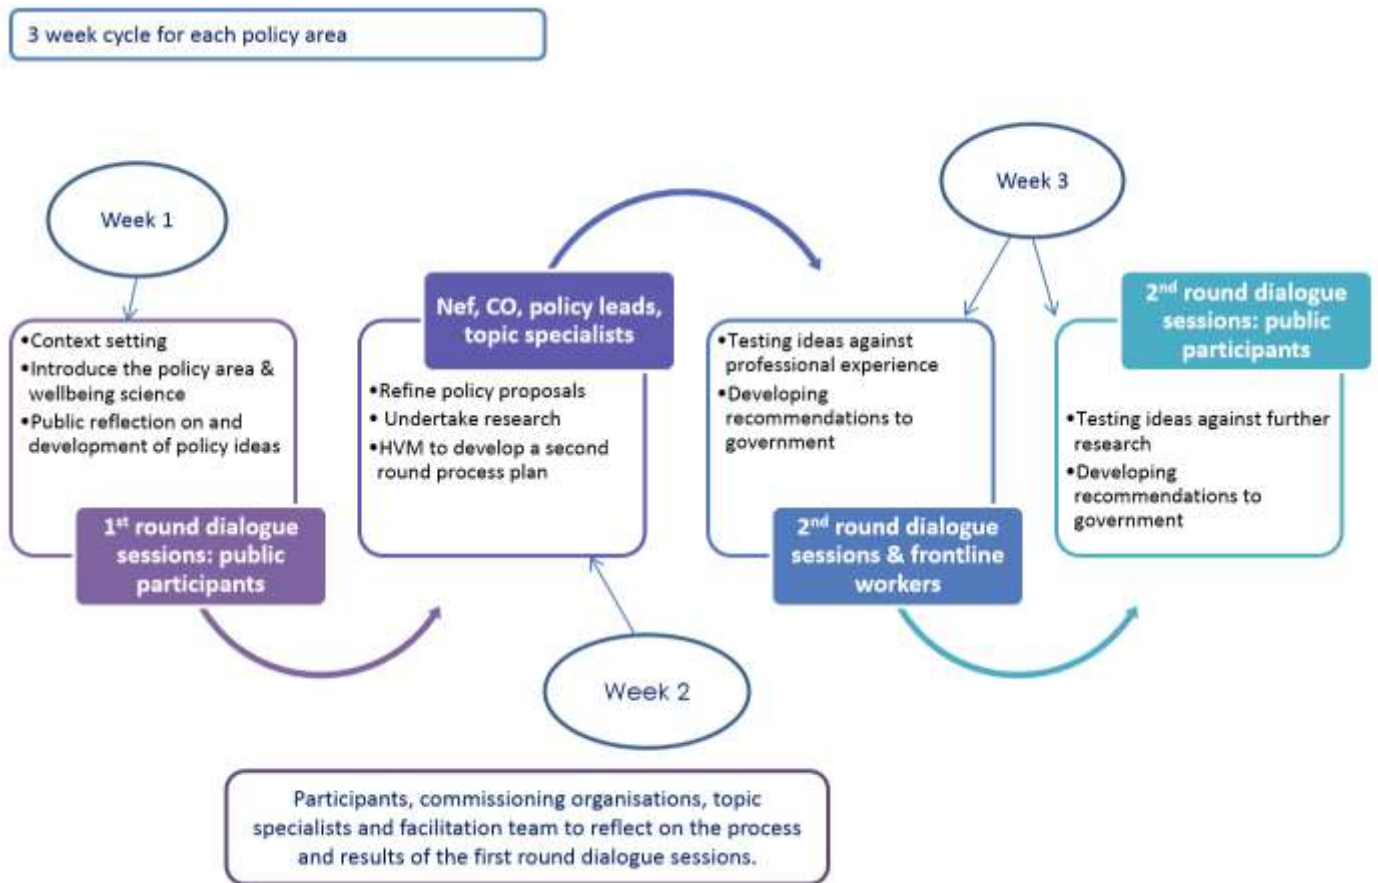 3 week cycle for each policy area
Week 1
•Context setting
•Introduce the policy area &
wellbeing science
•Public reflection on and
development of policy ideas
1st round dialogue
sessions: public
participants
Nef, CO, policy leads,
topic specialists
•Refine policy proposals
• Undertake research
•HVM to develop a second
round process plan
Week 2
Week 3
•Testing ideas against
professional experience
•Developing
recommendations to
government
2nd round dialogue
sessions & frontline
workers
2nd round dialogue
sessions: public
participants
•Testing ideas against further
research
•Developing
recommendations to
government
Participants, commissioning organisations, topic
specialists and facilitation team to reflect on the process
and results of the first round dialogue sessions.